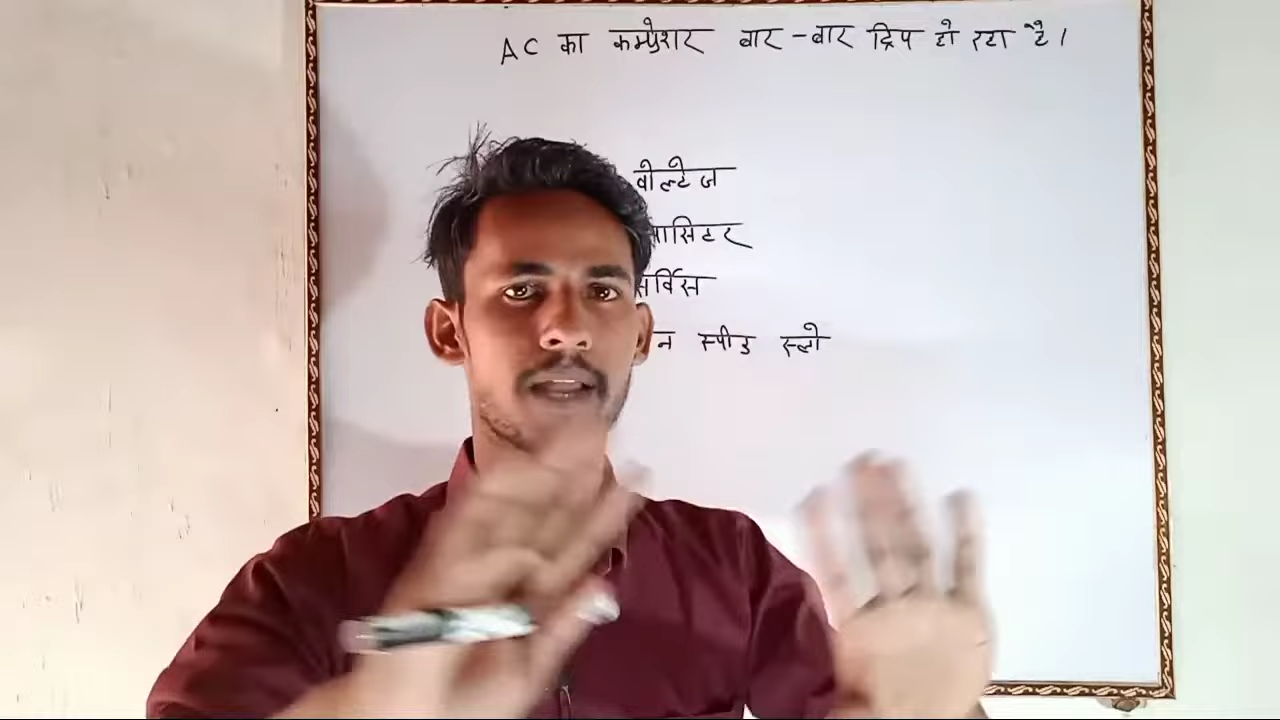 AC का कम्प्रेशर बार-बार ट्रिप हो रहा है।
वोल्टेज
सर्विस
स्पीड स्लो